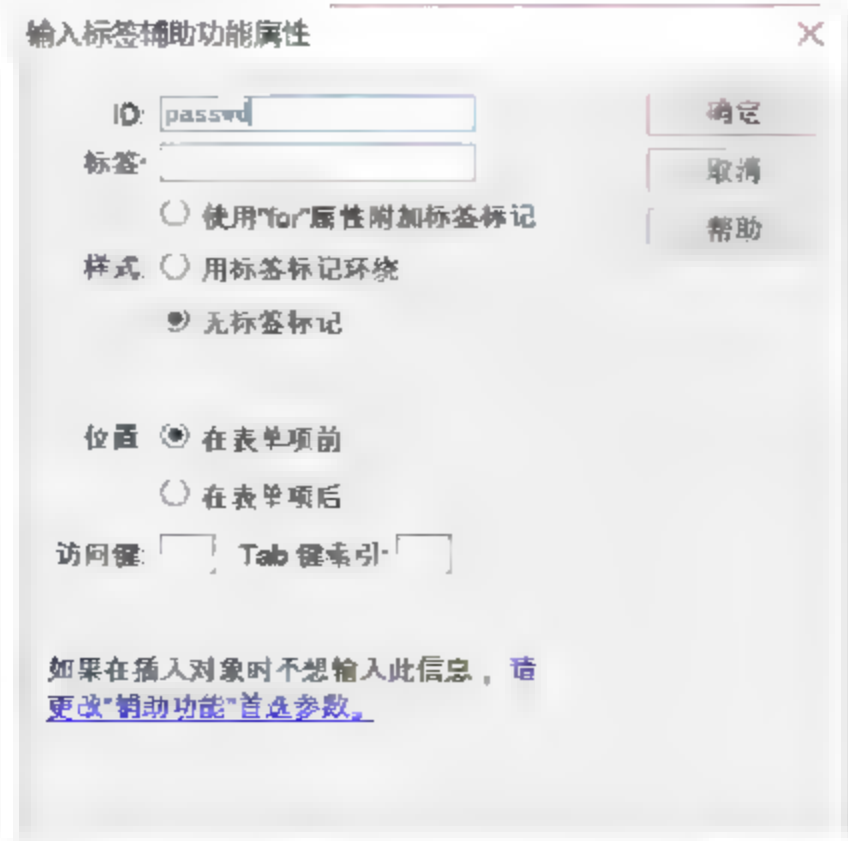 输入标签辅助功能属性
ID: passwd 确定
标签: 取消
使用"for"属性附加标签标记 帮助
样式: 用标签标记环绕
无标签标记
位置: 在表单项前
在表单项后
访问键: Tab 键索引:
如果在插入对象时不想输入此信息，请
更改"辅助功能"首选参数。